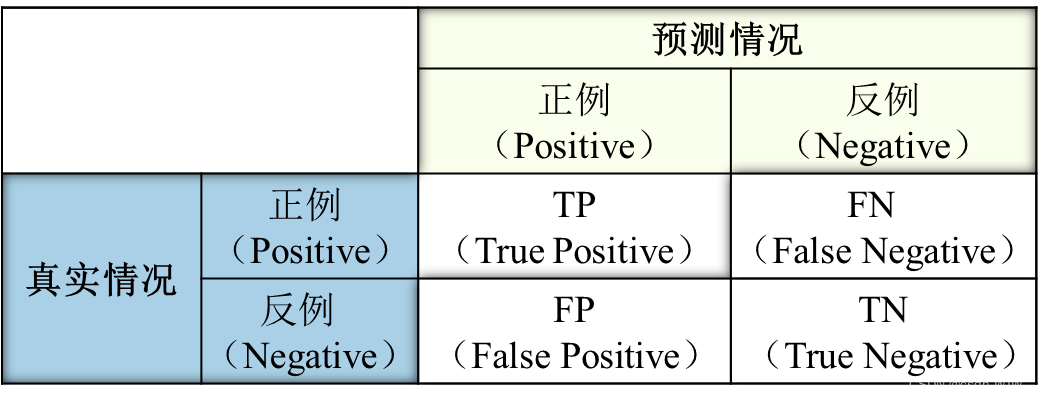 预测情况
正例
（Positive）
反例
（Negative）
真实情况
正例
（Positive）
TP
（True Positive）
FN
（False Negative）
反例
（Negative）
FP
（False Positive）
TN
（True Negative）